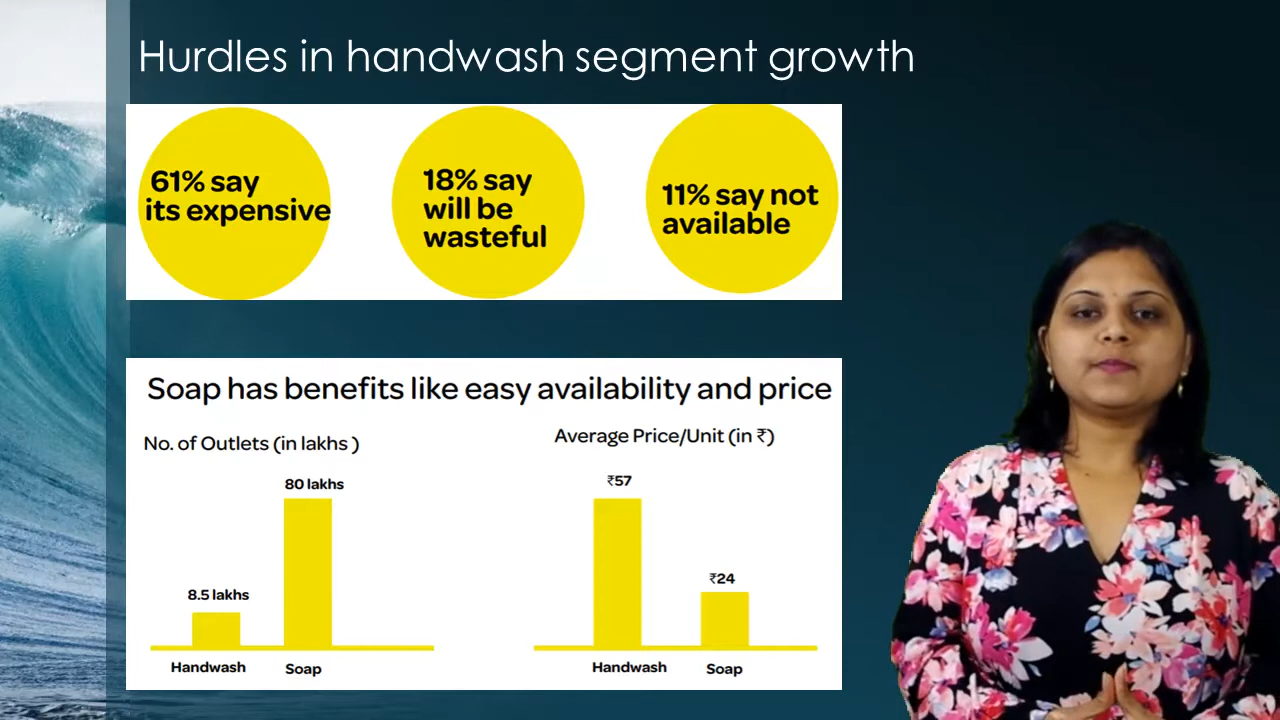 Hurdles in handwash segment growth
61% say
its expensive
18% say
will be
wasteful
11% say not
available
Soap has benefits like easy availability and price
No. of Outlets (in lakhs )
80 lakhs
8.5 lakhs
Handwash
Soap
Average Price/Unit (in ₹)
₹57
₹24
Handwash
Soap